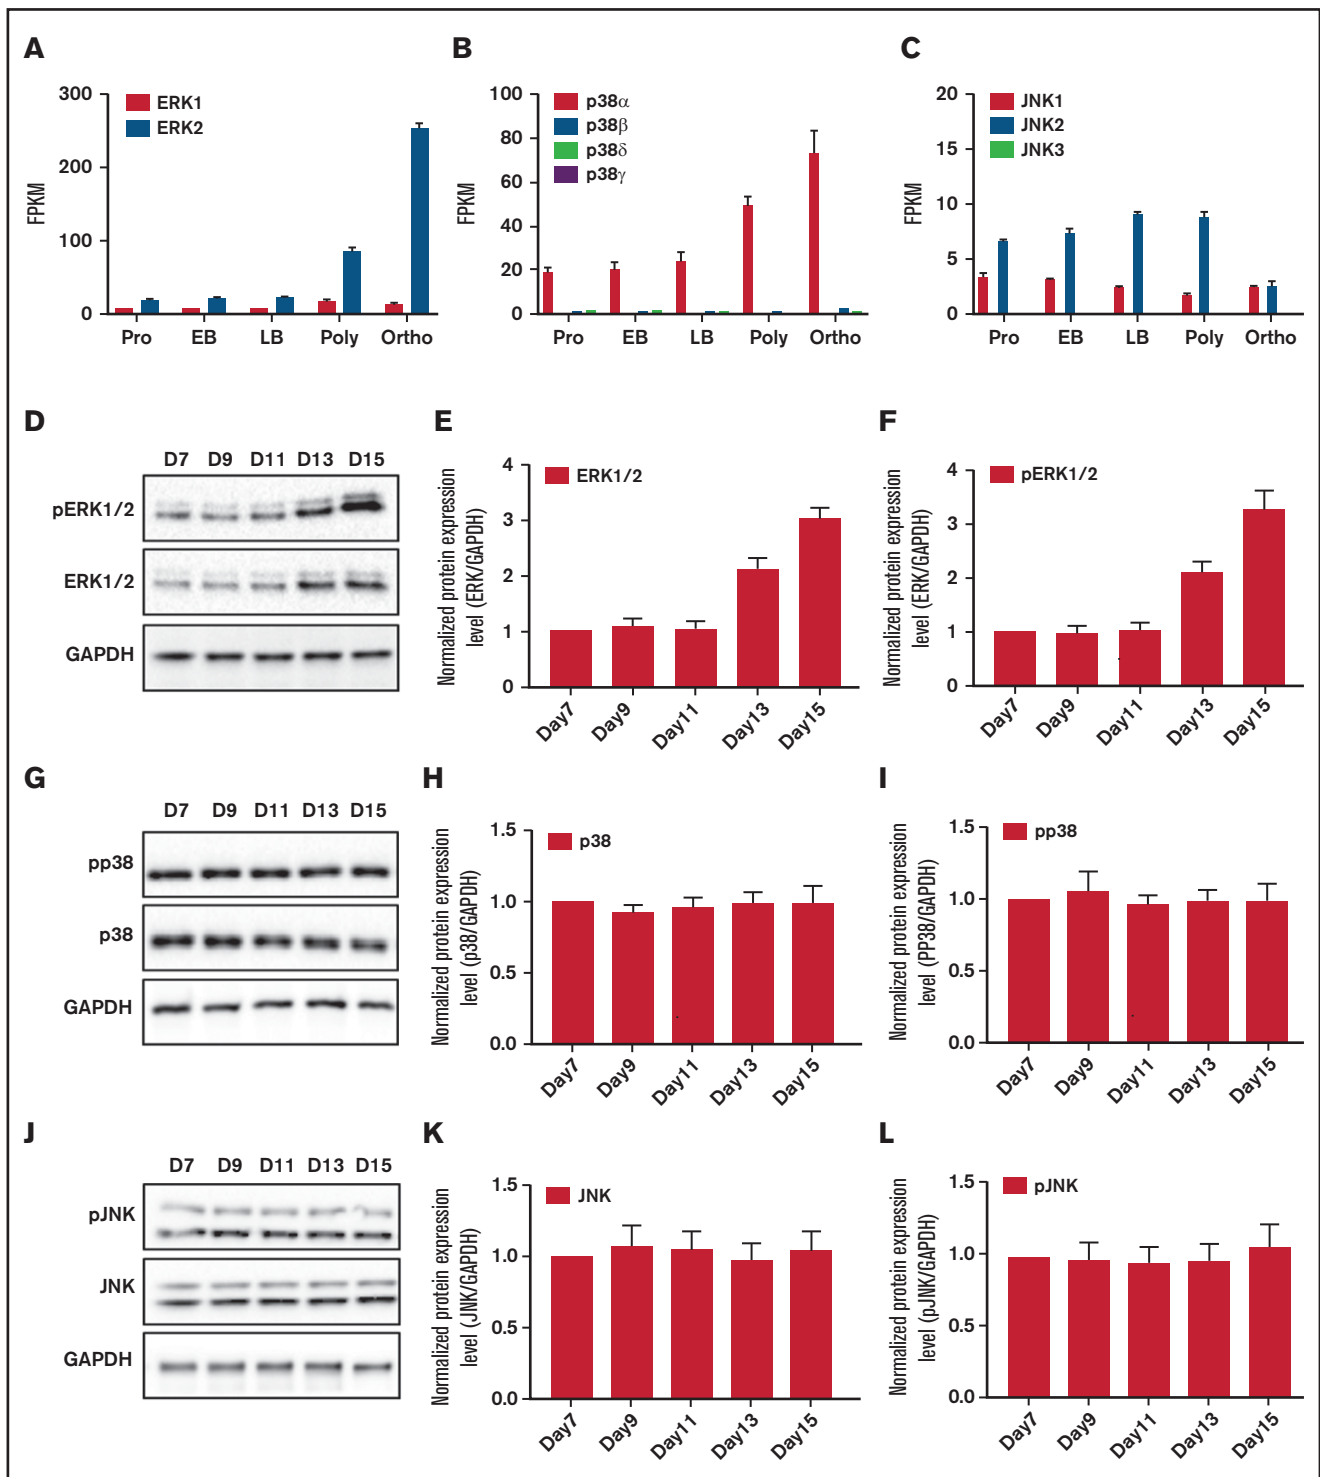 A
300
200
100
0
FPKM
ERK1
ERK2
Pro EB LB Poly Ortho
B
100
80
60
40
20
0
FPKM
p38α
p38β
p38δ
p38γ
Pro EB LB Poly Ortho
C
20
15
10
5
0
FPKM
JNK1
JNK2
JNK3
Pro EB LB Poly Ortho
D
D7 D9 D11 D13 D15
pERK1/2
ERK1/2
GAPDH
E
Normalized protein expression
level (ERK/GAPDH)
4
3
2
1
0
ERK1/2
Day7 Day9 Day11 Day13 Day15
F
Normalized protein expression
level (ERK/GAPDH)
4
3
2
1
0
pERK1/2
Day7 Day9 Day11 Day13 Day15
G
D7 D9 D11 D13 D15
pp38
p38
GAPDH
H
Normalized protein expression
level (p38/GAPDH)
1.5
1.0
0.5
0.0
p38
Day7 Day9 Day11 Day13 Day15
I
Normalized protein expression
level (PP38/GAPDH)
1.5
1.0
0.5
0.0
pp38
Day7 Day9 Day11 Day13 Day15
J
D7 D9 D11 D13 D15
pJNK
JNK
GAPDH
K
Normalized protein expression
level (JNK/GAPDH)
1.5
1.0
0.5
0.0
JNK
Day7 Day9 Day11 Day13 Day15
L
Normalized protein expression
level (pJNK/GAPDH)
1.5
1.0
0.5
0.0
pJNK
Day7 Day9 Day11 Day13 Day15